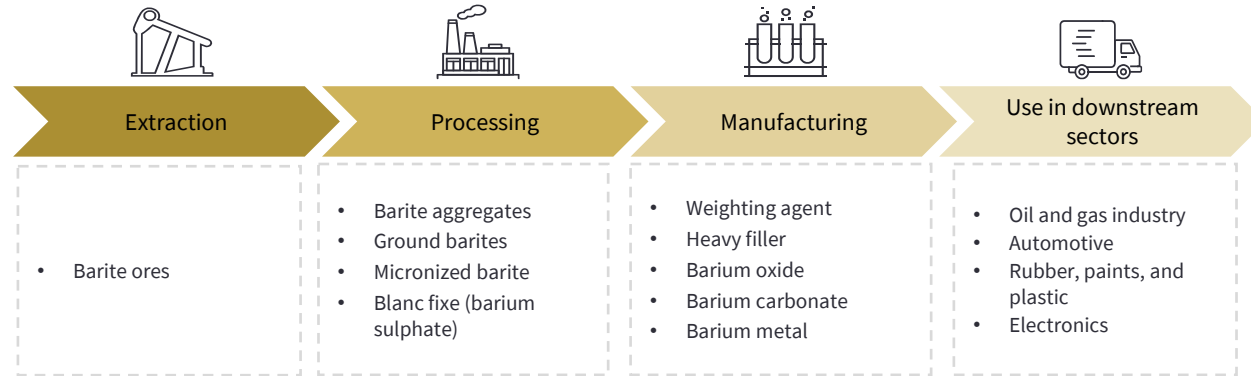 Extraction
Processing
Manufacturing
Use in downstream
sectors
• Barite ores
• Barite aggregates
• Ground barites
• Micronized barite
• Blanc fixe (barium
sulphate)
• Weighting agent
• Heavy filler
• Barium oxide
• Barium carbonate
• Barium metal
• Oil and gas industry
• Automotive
• Rubber, paints, and
plastic
• Electronics